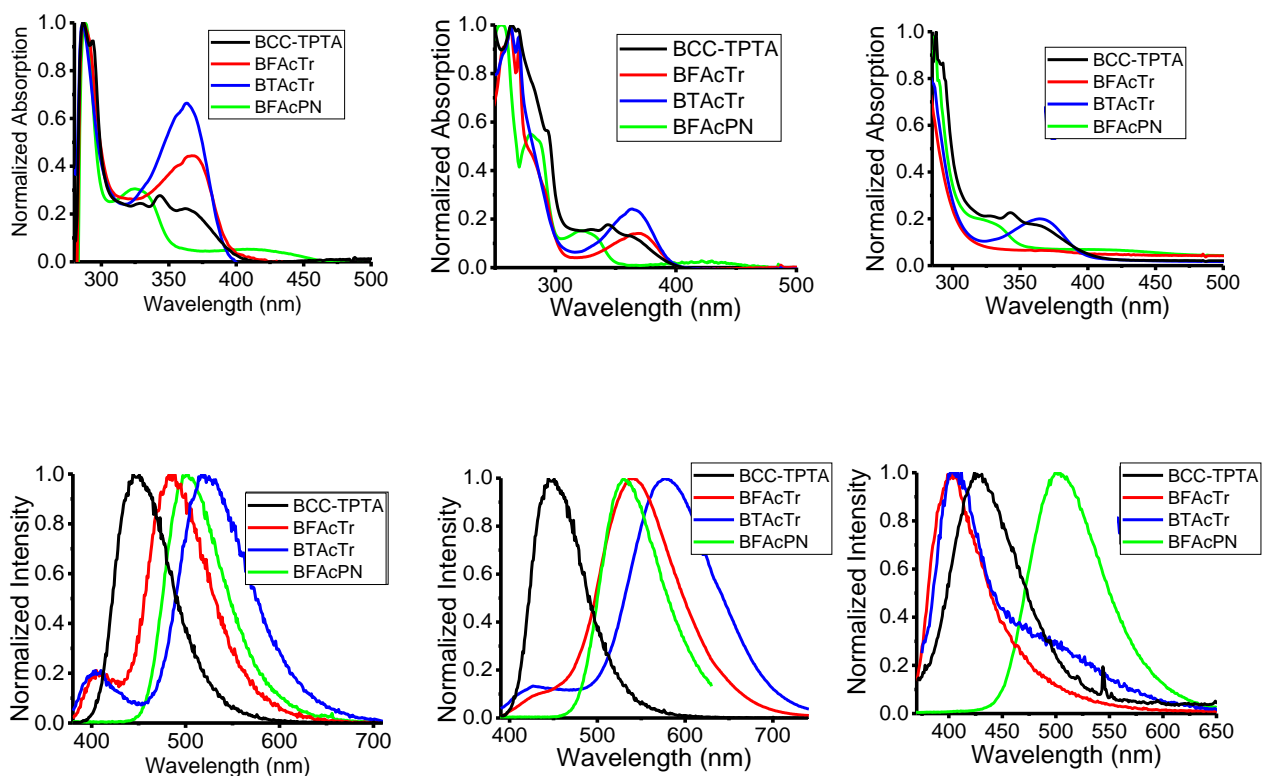 Normalized Absorption
1.0
0.8
0.6
0.4
0.2
0.0
300
350
400
450
500
Wavelength (nm)
BCC-TPTA
BFAcTr
BTAcTr
BFAcPN
Normalized Absorption
1.0
0.8
0.6
0.4
0.2
0.0
300
400
500
Wavelength (nm)
BCC-TPTA
BFAcTr
BTAcTr
BFAcPN
Normalized Absorption
1.0
0.8
0.6
0.4
0.2
0.0
300
350
400
450
500
Wavelength (nm)
BCC-TPTA
BFAcTr
BTAcTr
BFAcPN
Normalized Intensity
1.0
0.8
0.6
0.4
0.2
0.0
400
500
600
700
Wavelength (nm)
BCC-TPTA
BFAcTr
BTAcTr
BFAcPN
Normalized Intensity
1.0
0.8
0.6
0.4
0.2
0.0
400
500
600
700
Wavelength (nm)
BCC-TPTA
BFAcTr
BTAcTr
BFAcPN
Normalized Intensity
1.0
0.8
0.6
0.4
0.2
0.0
400
450
500
550
600
650
Wavelength (nm)
BCC-TPTA
BFAcTr
BTAcTr
BFAcPN